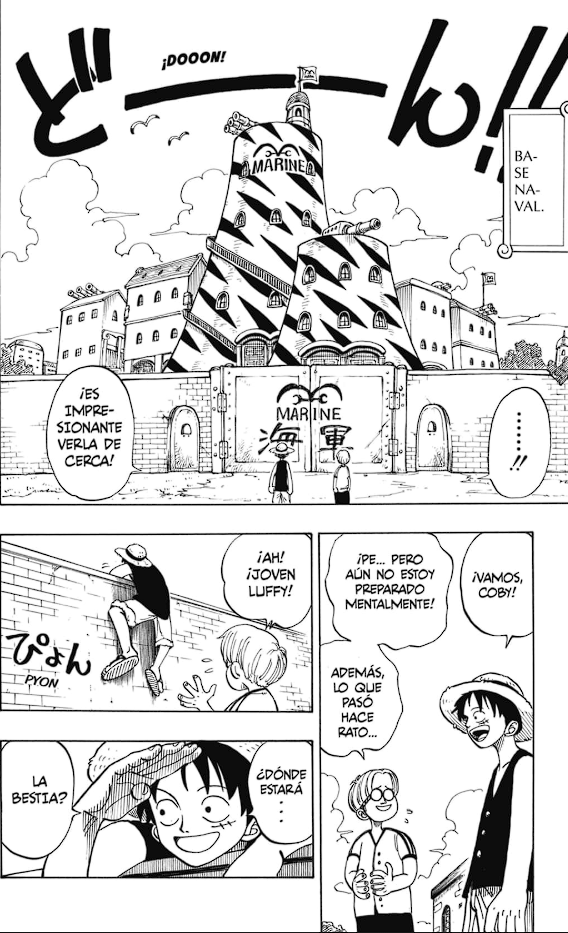 どーん!!
¡DOOON!
BA-
SE
NA-
VAL.
MARINE
¡ES
IMPRE-
SIONANTE
VERLA DE
CERCA!
......!!
MARINE
海軍
¡VAMOS,
COBY!
¡PE... PERO
AÚN NO ESTOY
PREPARADO
MENTALMENTE!
ADEMÁS,
LO QUE
PASÓ
HACE
RATO...
¡AH!
¡JOVEN
LUFFY!
ぴょん
PYON
¿DÓNDE
ESTARÁ
...
LA
BESTIA?